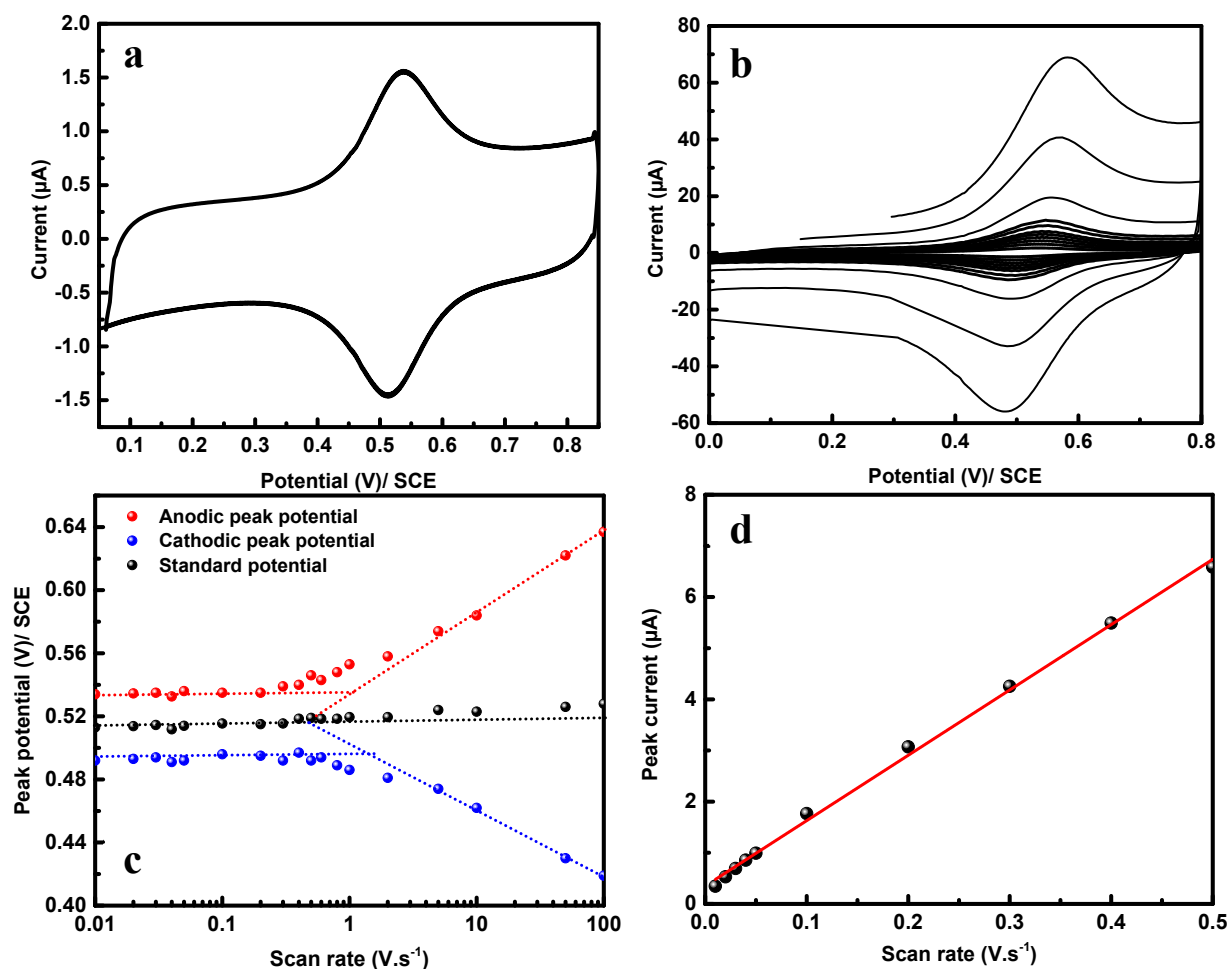 a
2.0
1.5
1.0
0.5
0.0
-0.5
-1.0
-1.5
Current (µA)
0.1 0.2 0.3 0.4 0.5 0.6 0.7 0.8
Potential (V)/ SCE
b
80
60
40
20
0
-20
-40
-60
Current (µA)
0.0 0.2 0.4 0.6 0.8
Potential (V)/ SCE
c
Anodic peak potential
Cathodic peak potential
Standard potential
0.64
0.60
0.56
0.52
0.48
0.44
0.40
Peak potential (V)/ SCE
0.01 0.1 1 10 100
Scan rate (V.s⁻¹)
d
8
6
4
2
0
Peak current (µA)
0.0 0.1 0.2 0.3 0.4 0.5
Scan rate (V.s⁻¹)